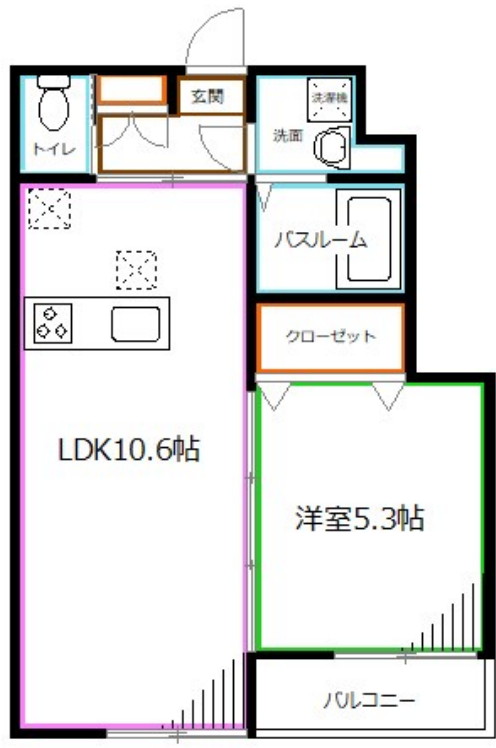 玄関
洗濯機
洗面
トイレ
バスルーム
クローゼット
LDK10.6帖
洋室5.3帖
バルコニー